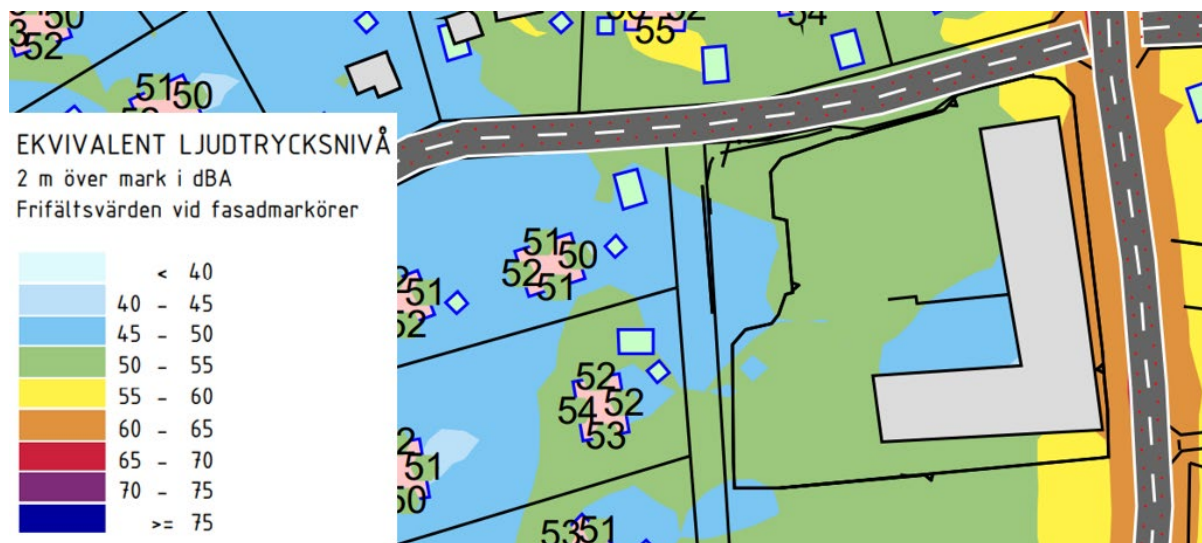 50
52
55
52
54
51 50
EKVIVALENT LJUDTRYCKSNIVÅ
2 m över mark i dBA
Frifältsvärden vid fasadmarkörer
< 40
40 - 45
45 - 50
50 - 55
55 - 60
60 - 65
65 - 70
70 - 75
>= 75
51 50
52 51
51
52
52 52
54
53
51
50
53 51